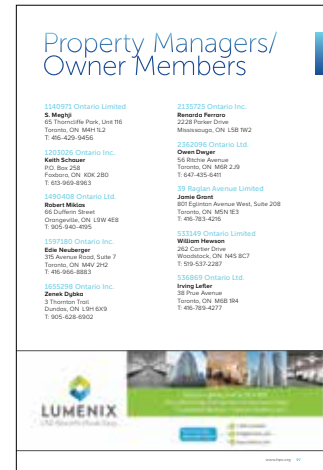 Property Managers/
Owner Members
1140971 Ontario Limited
S. Meghji
65 Thorncliffe Park, Unit 116
Toronto, ON  M4H 1L2
T: 416-429-9456
1203026 Ontario Inc.
Keith Schauer
P.O. Box 258
Foxboro, ON  K0K 2B0
T: 613-969-8963
1490408 Ontario Ltd.
Robert Miklas
66 Dufferin Street
Orangeville, ON  L9W 4E8
T: 905-940-4195
1597180 Ontario Inc.
Edie Neuberger
315 Avenue Road, Suite 7
Toronto, ON  M4V 2H2
T: 416-966-8883
1655298 Ontario Inc.
Zenek Dybka
3 Thornton Trail
Dundas, ON  L9H 6X9
T: 905-628-6902
2135725 Ontario Inc.
Renarda Ferraro
2228 Parker Drive
Mississauga, ON  L5B 1W2
2362096 Ontario Ltd.
Owen Dwyer
56 Ritchie Avenue
Toronto, ON  M6R 2J9
T: 647-435-6411
39 Raglan Avenue Limited
Jamie Grant
801 Eglinton Avenue West, Suite 208
Toronto, ON  M5N 1E3
T: 416-783-4216
533149 Ontario Limited
William Hewson
262 Cartier Drive
Woodstock, ON  N4S 8C7
T: 519-537-2287
536869 Ontario Ltd.
Irving Lefler
38 Prue Avenue
Toronto, ON  M6B 1R4
T: 416-789-4277
LUMENIX